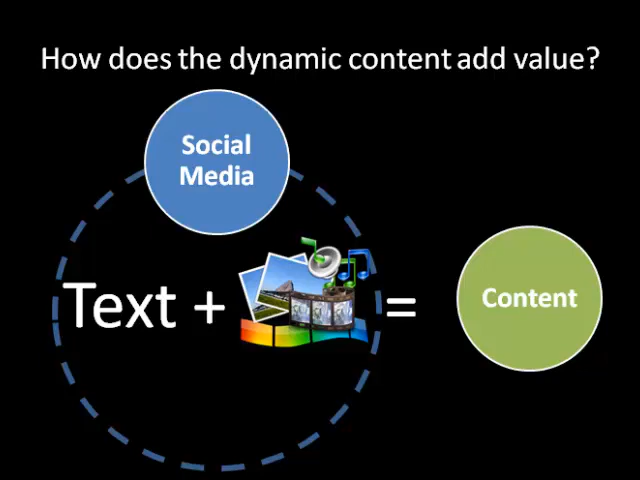 How does the dynamic content add value?
Social
Media
Text + =
Content